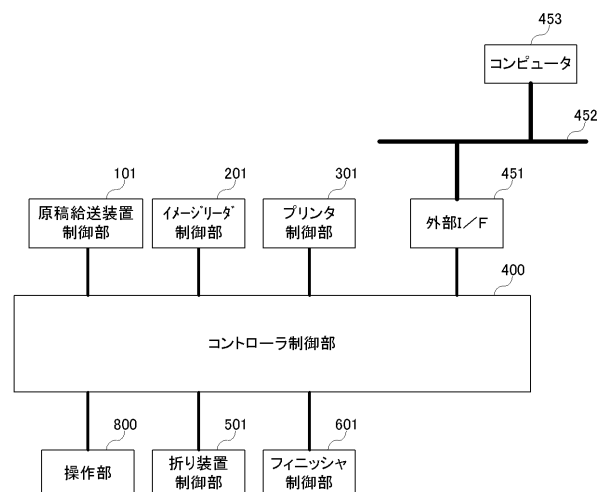 453
コンピュータ
452
101
201
301
451
原稿給送装置
制御部
イメージリーダ
制御部
プリンタ
制御部
外部I/F
400
コントローラ制御部
800
501
601
操作部
折り装置
制御部
フィニッシャ
制御部